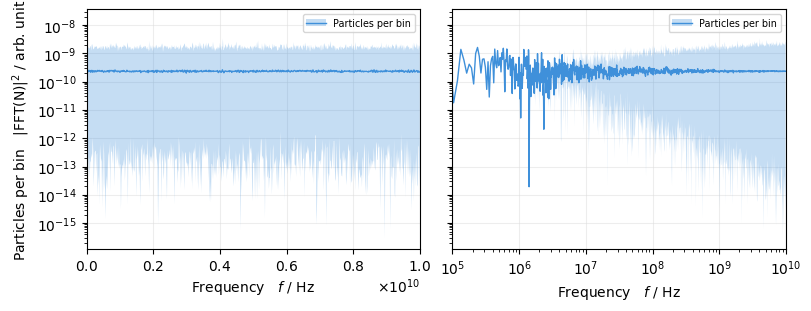 Particles per bin |FFT(N)|² / arb. unit
10⁻⁸
10⁻⁹
10⁻¹⁰
10⁻¹¹
10⁻¹²
10⁻¹³
10⁻¹⁴
10⁻¹⁵
Particles per bin
0.0 0.2 0.4 0.6 0.8 1.0
×10¹⁰
Frequency f / Hz
Particles per bin
10⁵ 10⁶ 10⁷ 10⁸ 10⁹ 10¹⁰
Frequency f / Hz